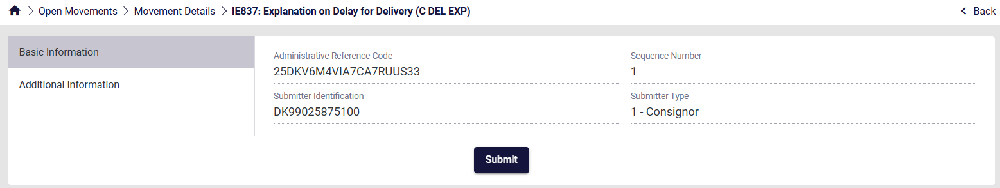 Open Movements Movement Details IE837: Explanation on Delay for Delivery (C DEL EXP) Back
Basic Information
Additional Information
Administrative Reference Code
25DKV6M4VIA7CA7RUUS33
Sequence Number
1
Submitter Identification
DK99025875100
Submitter Type
1 - Consignor
Submit